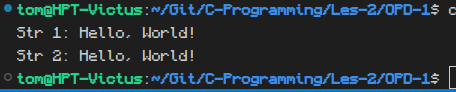 tom@HPT-Victus:~/Git/C-Programming/Les-2/OPD-1$
Str 1: Hello, World!
Str 2: Hello, World!
tom@HPT-Victus:~/Git/C-Programming/Les-2/OPD-1$